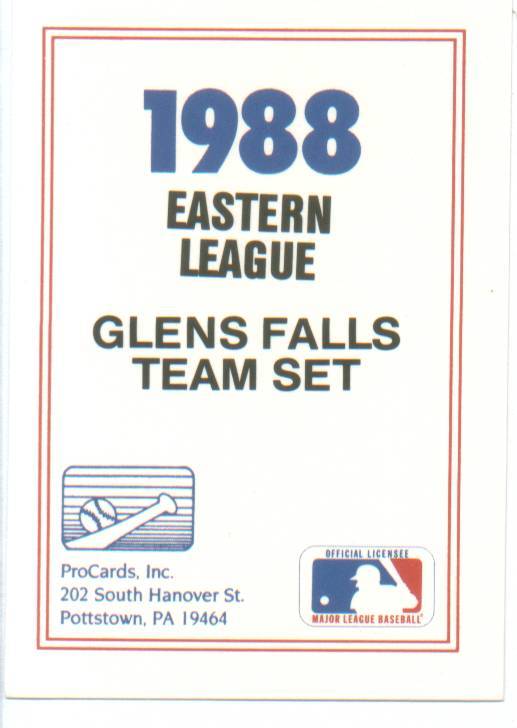 1988
EASTERN
LEAGUE
GLENS FALLS
TEAM SET
ProCards, Inc.
202 South Hanover St.
Pottstown, PA 19464
OFFICIAL LICENSEE
MAJOR LEAGUE BASEBALL®